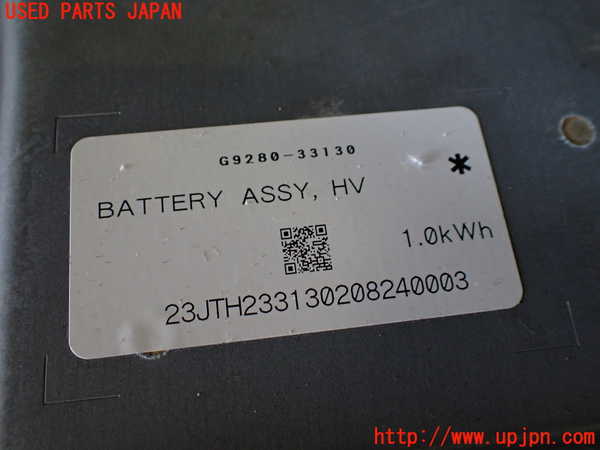 USED PARTS JAPAN
G9280-33130
*
BATTERY ASSY, HV
1.0kWh
23JTH233130208240003
http://www.upjpn.com/